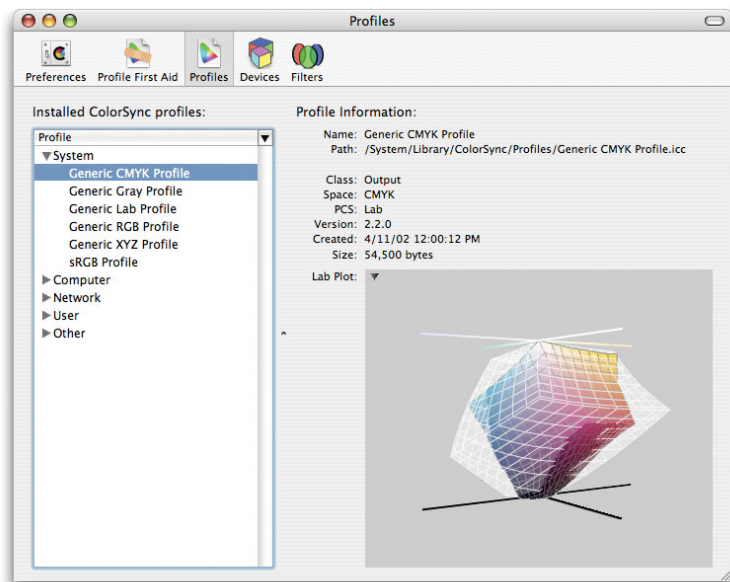 Profiles
Preferences Profile First Aid Profiles Devices Filters
Installed ColorSync profiles:
Profile
System
Generic CMYK Profile
Generic Gray Profile
Generic Lab Profile
Generic RGB Profile
Generic XYZ Profile
sRGB Profile
Computer
Network
User
Other
Profile Information:
Name: Generic CMYK Profile
Path: /System/Library/ColorSync/Profiles/Generic CMYK Profile.icc
Class: Output
Space: CMYK
PCS: Lab
Version: 2.2.0
Created: 4/11/02 12:00:12 PM
Size: 54,500 bytes
Lab Plot: